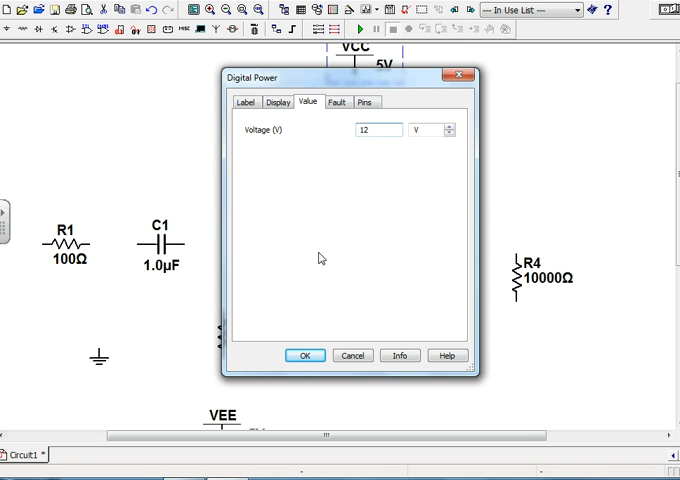 --- In Use List ---
MISC
VCC
5V
Digital Power
Label Display Value Fault Pins
Voltage (V) 12 V
R1
100Ω
C1
1.0µF
R4
10000Ω
OK Cancel Info Help
VEE
Circuit1 *